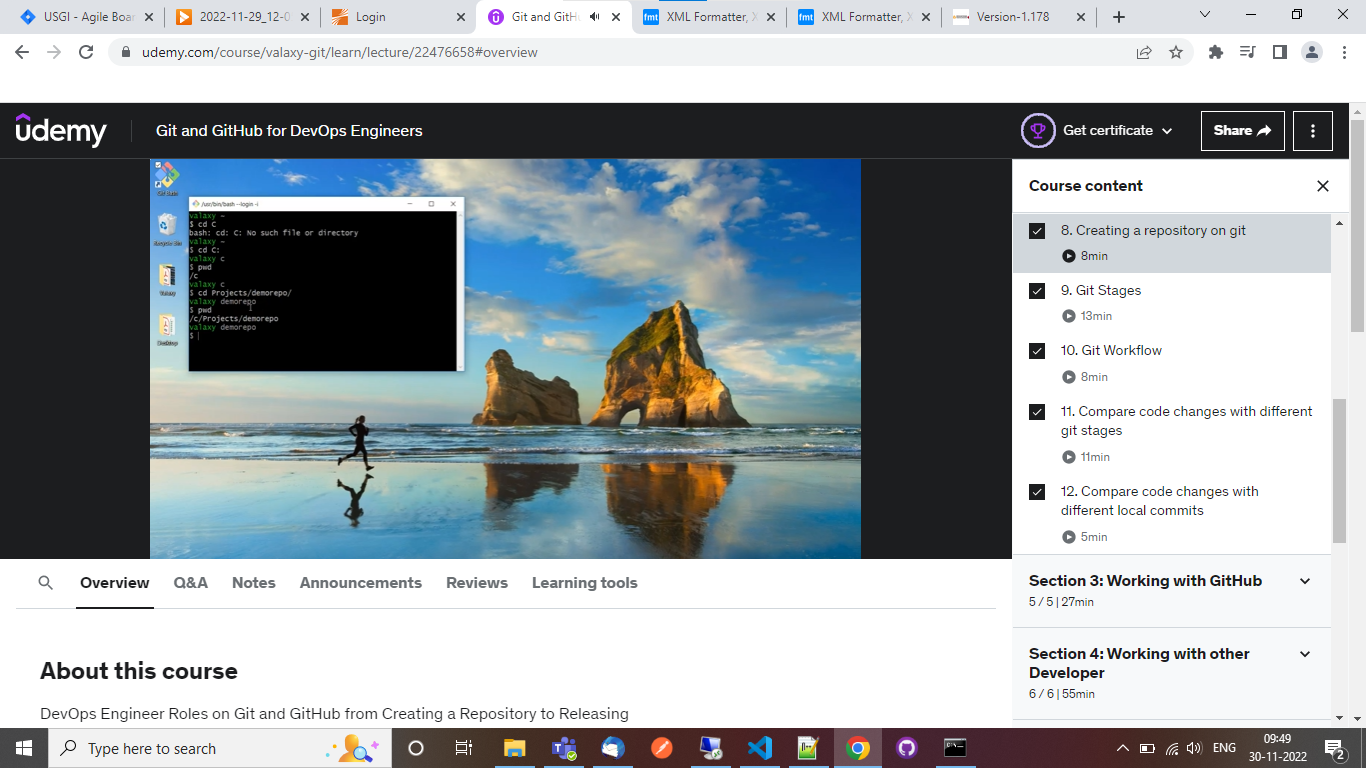 USGI - Agile Boar
2022-11-29_12-0
Login
Git and GitHu
XML Formatter, X
XML Formatter, X
Version-1.178
udemy.com/course/valaxy-git/learn/lecture/22476658#overview
udemy
Git and GitHub for DevOps Engineers
Get certificate
Share
Git Bash
Recycle Bin
Valaxy
Desktop
/usr/bin/bash --login -i
valaxy ~
$ cd C
bash: cd: C: No such file or directory
valaxy ~
$ cd C:
valaxy c
$ pwd
/c
valaxy c
$ cd Projects/demorepo/
valaxy demorepo
$ pwd
/c/Projects/demorepo
valaxy demorepo
$
Course content
8. Creating a repository on git
8min
9. Git Stages
13min
10. Git Workflow
8min
11. Compare code changes with different
git stages
11min
12. Compare code changes with
different local commits
5min
Section 3: Working with GitHub
5 / 5 | 27min
Section 4: Working with other
Developer
6 / 6 | 55min
Overview
Q&A
Notes
Announcements
Reviews
Learning tools
About this course
DevOps Engineer Roles on Git and GitHub from Creating a Repository to Releasing
Type here to search
ENG
09:49
30-11-2022
2